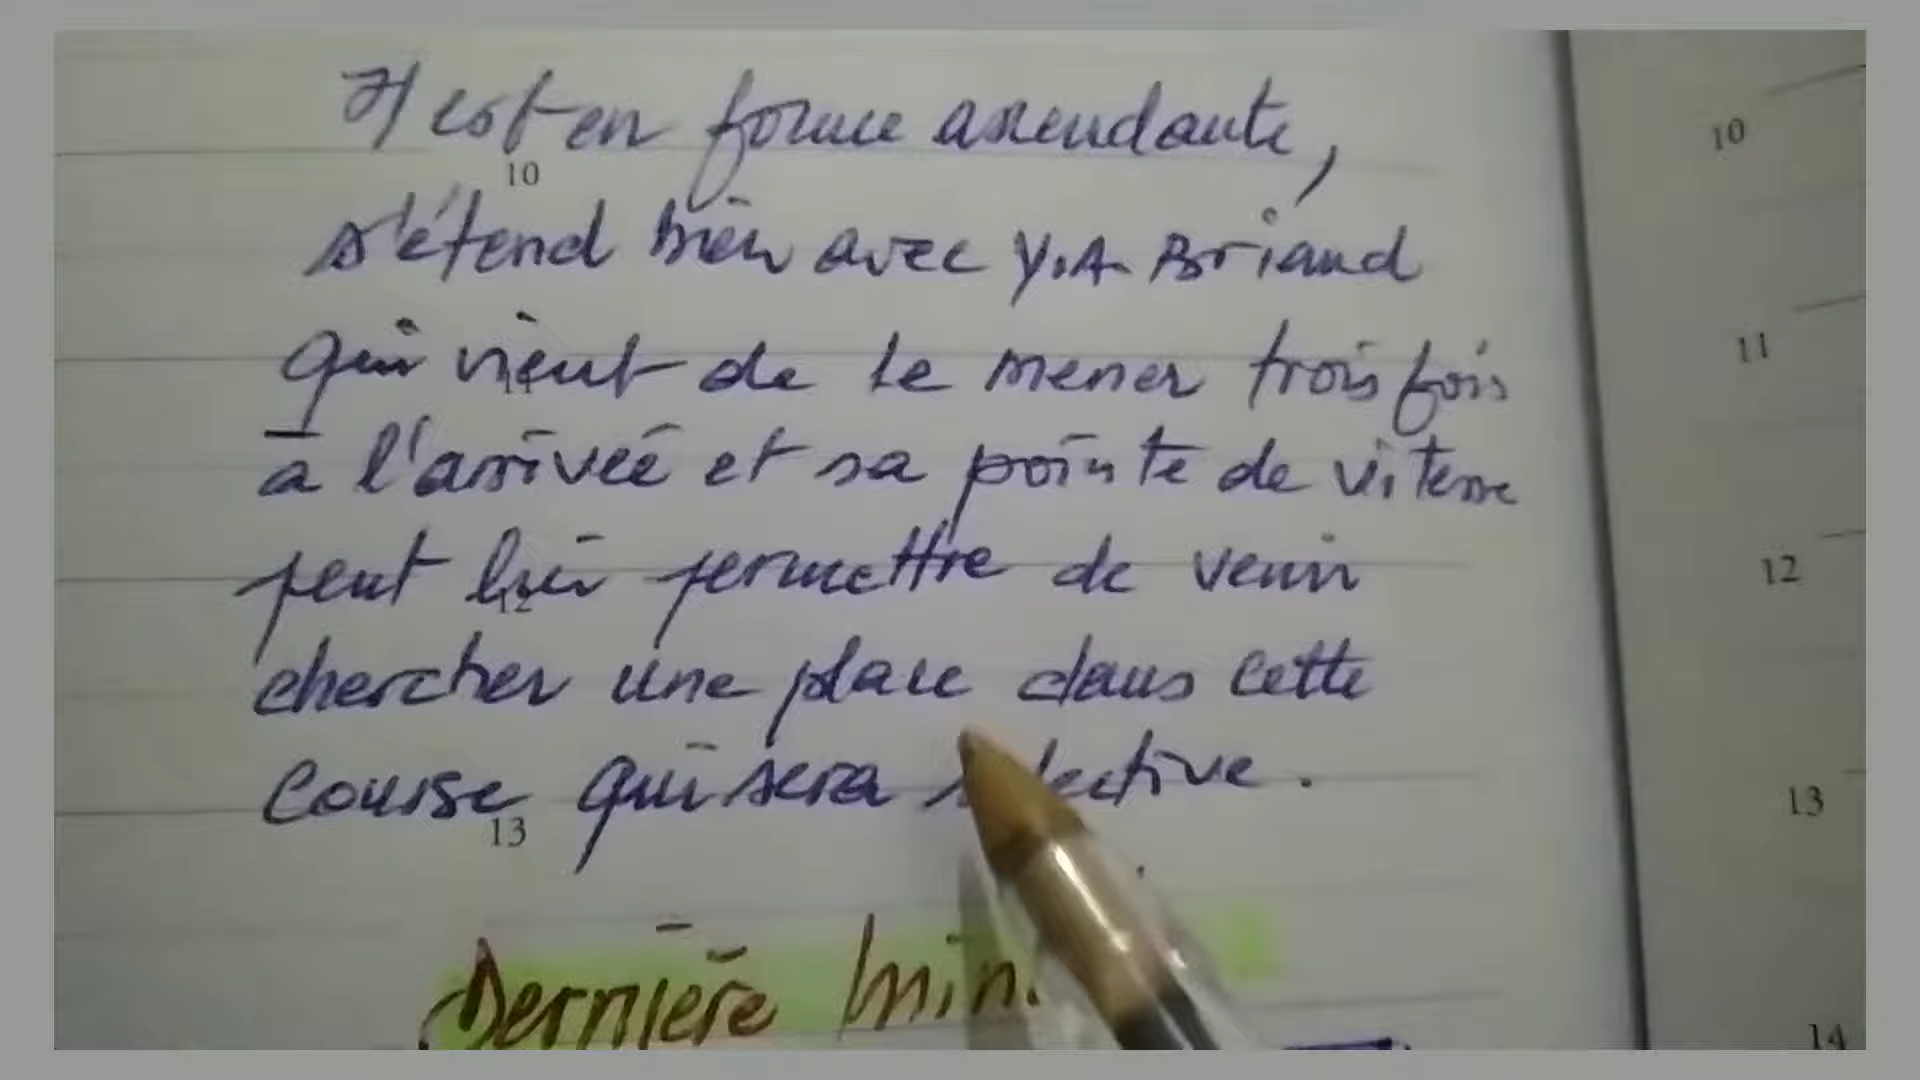 Il est en forme ascendante,
10
10
s'étend bien avec Y.A. Briand
qui vient de le mener trois fois
11
11
à l'arrivée et sa pointe de vitesse
peut lui permettre de venir
12
12
chercher une place dans cette
course qui sera
13
13
Dernière min.
14